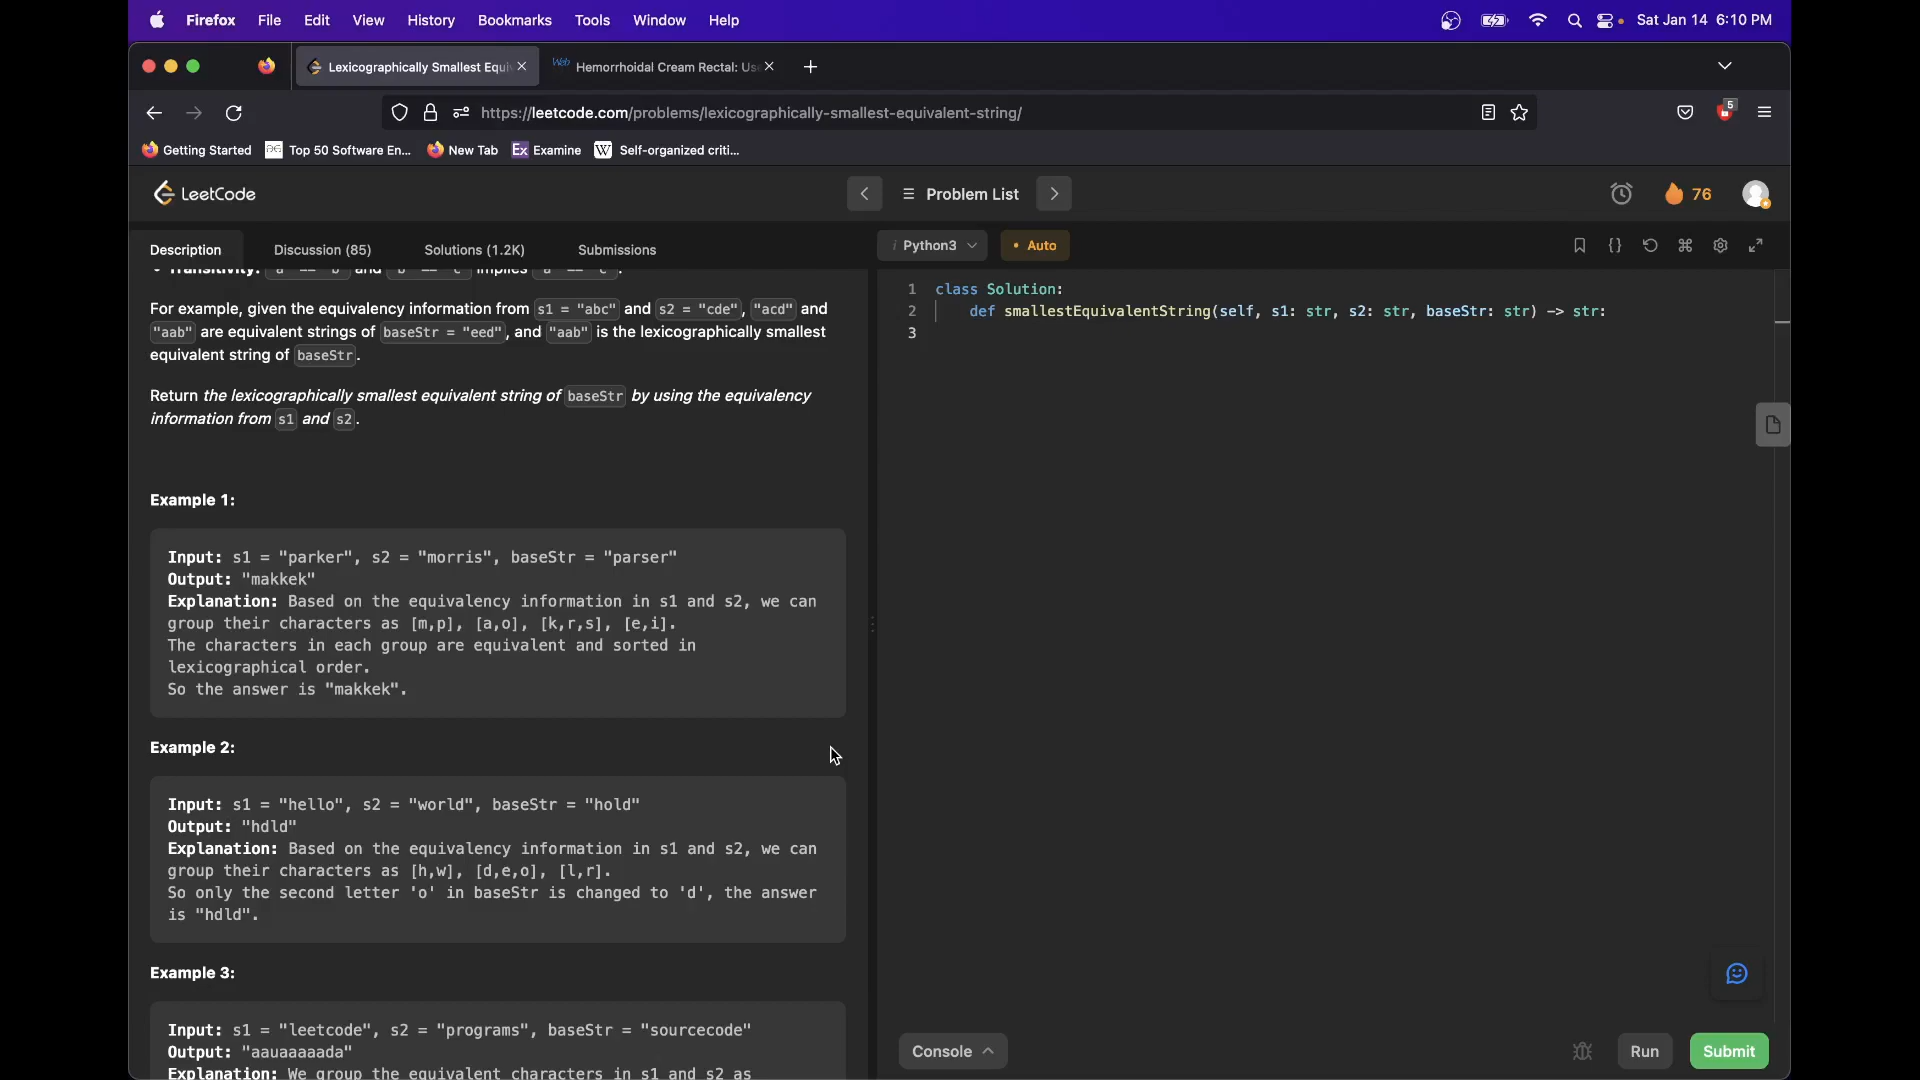 Firefox File Edit View History Bookmarks Tools Window Help Sat Jan 14 6:10 PM
Lexicographically Smallest Equi Web Hemorrhoidal Cream Rectal: Use
https://leetcode.com/problems/lexicographically-smallest-equivalent-string/ 5
Getting Started Top 50 Software En... New Tab Ex Examine W Self-organized criti...
LeetCode Problem List 76
Description Discussion (85) Solutions (1.2K) Submissions
i Python3 • Auto
• Transitivity: 'a' == 'b' and 'b' == 'c' implies 'a' == 'c'.
For example, given the equivalency information from s1 = "abc" and s2 = "cde", "acd" and
"aab" are equivalent strings of baseStr = "eed", and "aab" is the lexicographically smallest
equivalent string of baseStr.
Return the lexicographically smallest equivalent string of baseStr by using the equivalency
information from s1 and s2.
Example 1:
Input: s1 = "parker", s2 = "morris", baseStr = "parser"
Output: "makkek"
Explanation: Based on the equivalency information in s1 and s2, we can
group their characters as [m,p], [a,o], [k,r,s], [e,i].
The characters in each group are equivalent and sorted in
lexicographical order.
So the answer is "makkek".
Example 2:
Input: s1 = "hello", s2 = "world", baseStr = "hold"
Output: "hdld"
Explanation: Based on the equivalency information in s1 and s2, we can
group their characters as [h,w], [d,e,o], [l,r].
So only the second letter 'o' in baseStr is changed to 'd', the answer
is "hdld".
Example 3:
Input: s1 = "leetcode", s2 = "programs", baseStr = "sourcecode"
Output: "aauaaaaada"
Explanation: We group the equivalent characters in s1 and s2 as
1 class Solution:
2 def smallestEquivalentString(self, s1: str, s2: str, baseStr: str) -> str:
3
Console Run Submit